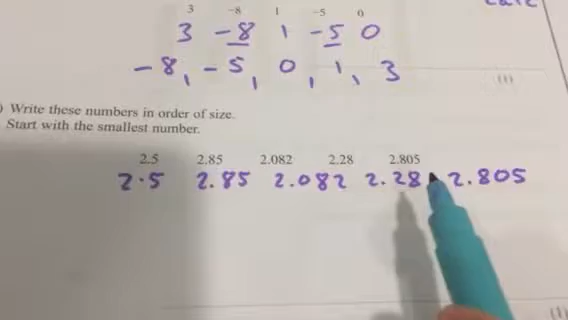 3 -8 1 -5 0
3 -8 1 -5 0
-8, -5, 0, 1, 3
(1)
) Write these numbers in order of size.
Start with the smallest number.
2.5 2.85 2.082 2.28 2.805
2.5 2.85 2.082 2.28 2.805
(1)